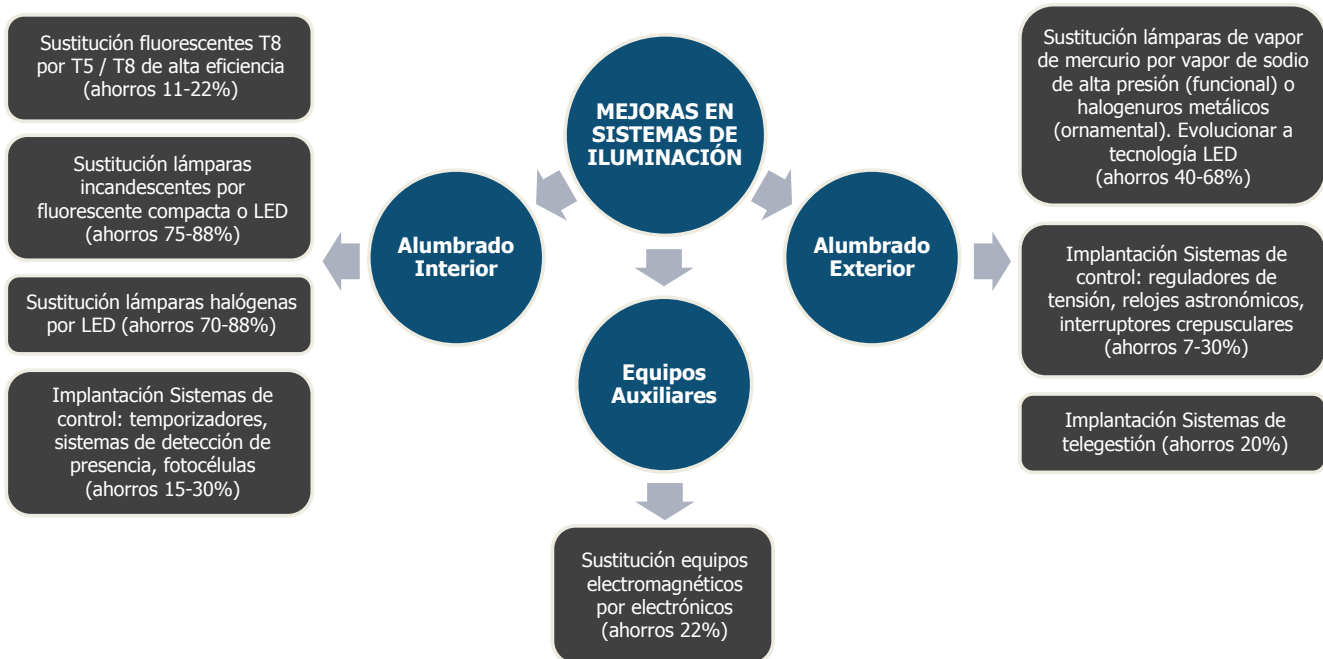 MEJORAS EN
SISTEMAS DE
ILUMINACIÓN
Alumbrado
Interior
Sustitución fluorescentes T8
por T5 / T8 de alta eficiencia
(ahorros 11-22%)
Sustitución lámparas
incandescentes por
fluorescente compacta o LED
(ahorros 75-88%)
Sustitución lámparas halógenas
por LED (ahorros 70-88%)
Implantación Sistemas de
control: temporizadores,
sistemas de detección de
presencia, fotocélulas
(ahorros 15-30%)
Equipos
Auxiliares
Sustitución equipos
electromagnéticos
por electrónicos
(ahorros 22%)
Alumbrado
Exterior
Sustitución lámparas de vapor
de mercurio por vapor de sodio
de alta presión (funcional) o
halogenuros metálicos
(ornamental). Evolucionar a
tecnología LED
(ahorros 40-68%)
Implantación Sistemas de
control: reguladores de
tensión, relojes astronómicos,
interruptores crepusculares
(ahorros 7-30%)
Implantación Sistemas de
telegestión (ahorros 20%)